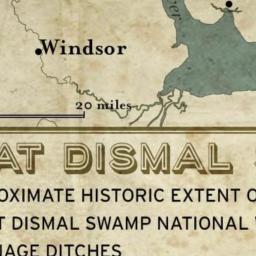 Windsor
20 miles
AT DISMAL
OXIMATE HISTORIC EXTENT O
T DISMAL SWAMP NATIONAL
NAGE DITCHES